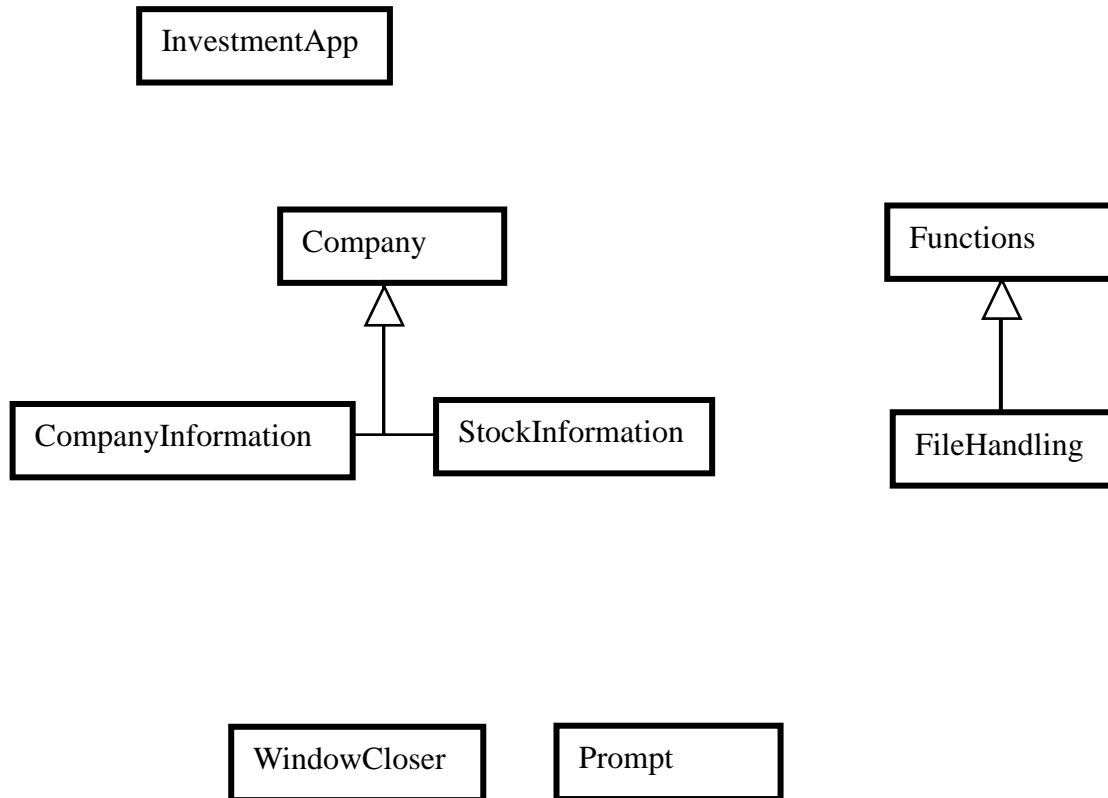 InvestmentApp
Company
Functions
CompanyInformation
StockInformation
FileHandling
WindowCloser
Prompt